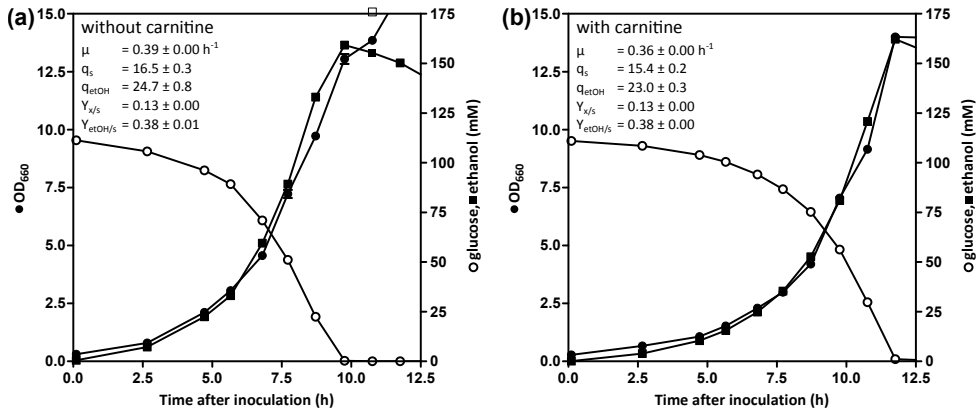 (a)
without carnitine
μ = 0.39 ± 0.00 h⁻¹
qₛ = 16.5 ± 0.3
q_etOH = 24.7 ± 0.8
Y_x/s = 0.13 ± 0.00
Y_etOH/s = 0.38 ± 0.01
15.0
12.5
10.0
7.5
5.0
2.5
0.0
●OD₆₆₀
175
150
125
100
75
50
25
0
○glucose,■ethanol (mM)
0.0 2.5 5.0 7.5 10.0 12.5
Time after inoculation (h)
(b)
with carnitine
μ = 0.36 ± 0.00 h⁻¹
qₛ = 15.4 ± 0.2
q_etOH = 23.0 ± 0.3
Y_x/s = 0.13 ± 0.00
Y_etOH/s = 0.38 ± 0.00
15.0
12.5
10.0
7.5
5.0
2.5
0.0
●OD₆₆₀
175
150
125
100
75
50
25
0
○glucose,■ethanol (mM)
0.0 2.5 5.0 7.5 10.0 12.5
Time after inoculation (h)